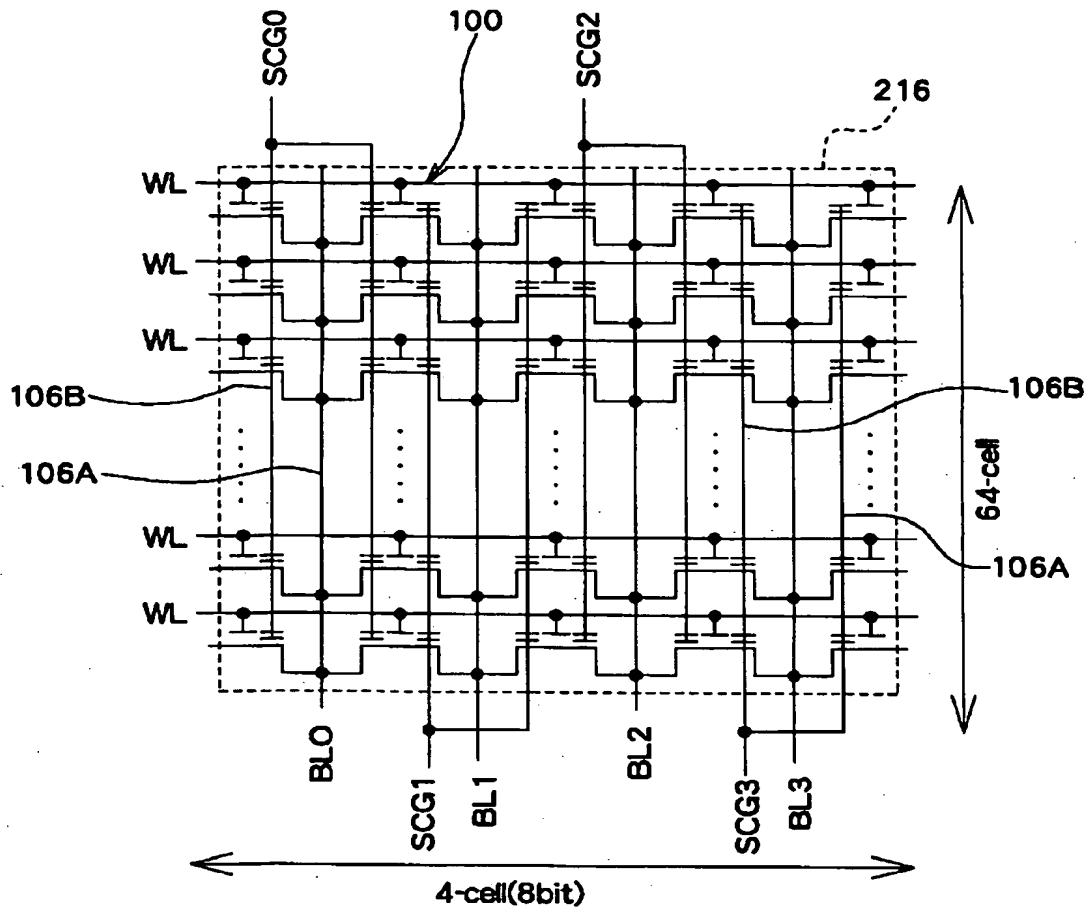 SCG0
100
SCG2
216
WL
WL
WL
106B
106B
106A
64-cell
WL
106A
WL
BL0
SCG1
BL1
BL2
SCG3
BL3
4-cell(8bit)